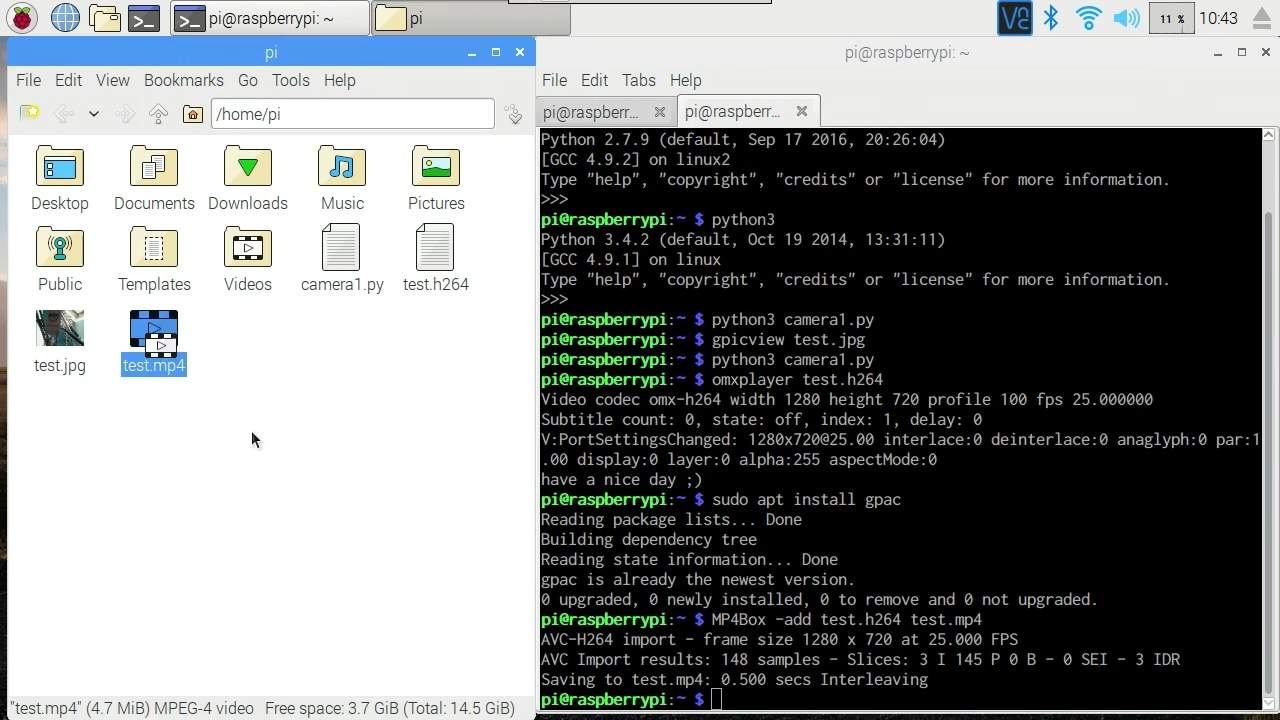 pi@raspberrypi: ~
pi
11 %
10:43
pi
File Edit View Bookmarks Go Tools Help
/home/pi
Desktop
Documents
Downloads
Music
Pictures
Public
Templates
Videos
camera1.py
test.h264
test.jpg
test.mp4
"test.mp4" (4.7 MiB) MPEG-4 video Free space: 3.7 GiB (Total: 14.5 GiB)
pi@raspberrypi: ~
File Edit Tabs Help
pi@raspberr...
pi@raspberr...
Python 2.7.9 (default, Sep 17 2016, 20:26:04)
[GCC 4.9.2] on linux2
Type "help", "copyright", "credits" or "license" for more information.
>>>
pi@raspberrypi:~ $ python3
Python 3.4.2 (default, Oct 19 2014, 13:31:11)
[GCC 4.9.1] on linux
Type "help", "copyright", "credits" or "license" for more information.
>>>
pi@raspberrypi:~ $ python3 camera1.py
pi@raspberrypi:~ $ gpicview test.jpg
pi@raspberrypi:~ $ python3 camera1.py
pi@raspberrypi:~ $ omxplayer test.h264
Video codec omx-h264 width 1280 height 720 profile 100 fps 25.000000
Subtitle count: 0, state: off, index: 1, delay: 0
V:PortSettingsChanged: 1280x720@25.00 interlace:0 deinterlace:0 anaglyph:0 par:1
.00 display:0 layer:0 alpha:255 aspectMode:0
have a nice day ;)
pi@raspberrypi:~ $ sudo apt install gpac
Reading package lists... Done
Building dependency tree
Reading state information... Done
gpac is already the newest version.
0 upgraded, 0 newly installed, 0 to remove and 0 not upgraded.
pi@raspberrypi:~ $ MP4Box -add test.h264 test.mp4
AVC-H264 import - frame size 1280 x 720 at 25.000 FPS
AVC Import results: 148 samples - Slices: 3 I 145 P 0 B - 0 SEI - 3 IDR
Saving to test.mp4: 0.500 secs Interleaving
pi@raspberrypi:~ $